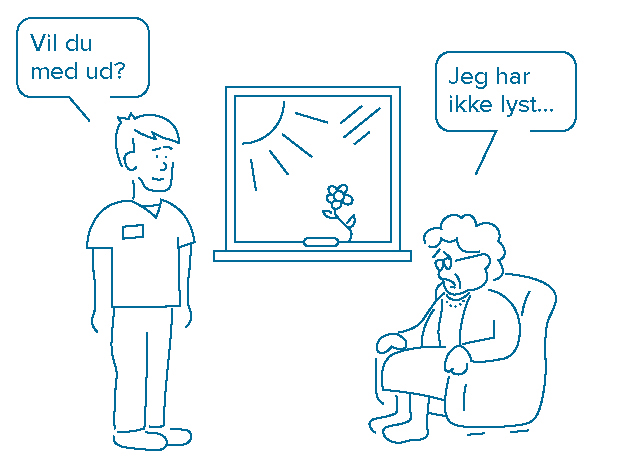 Vil du
med ud?
Jeg har
ikke lyst...